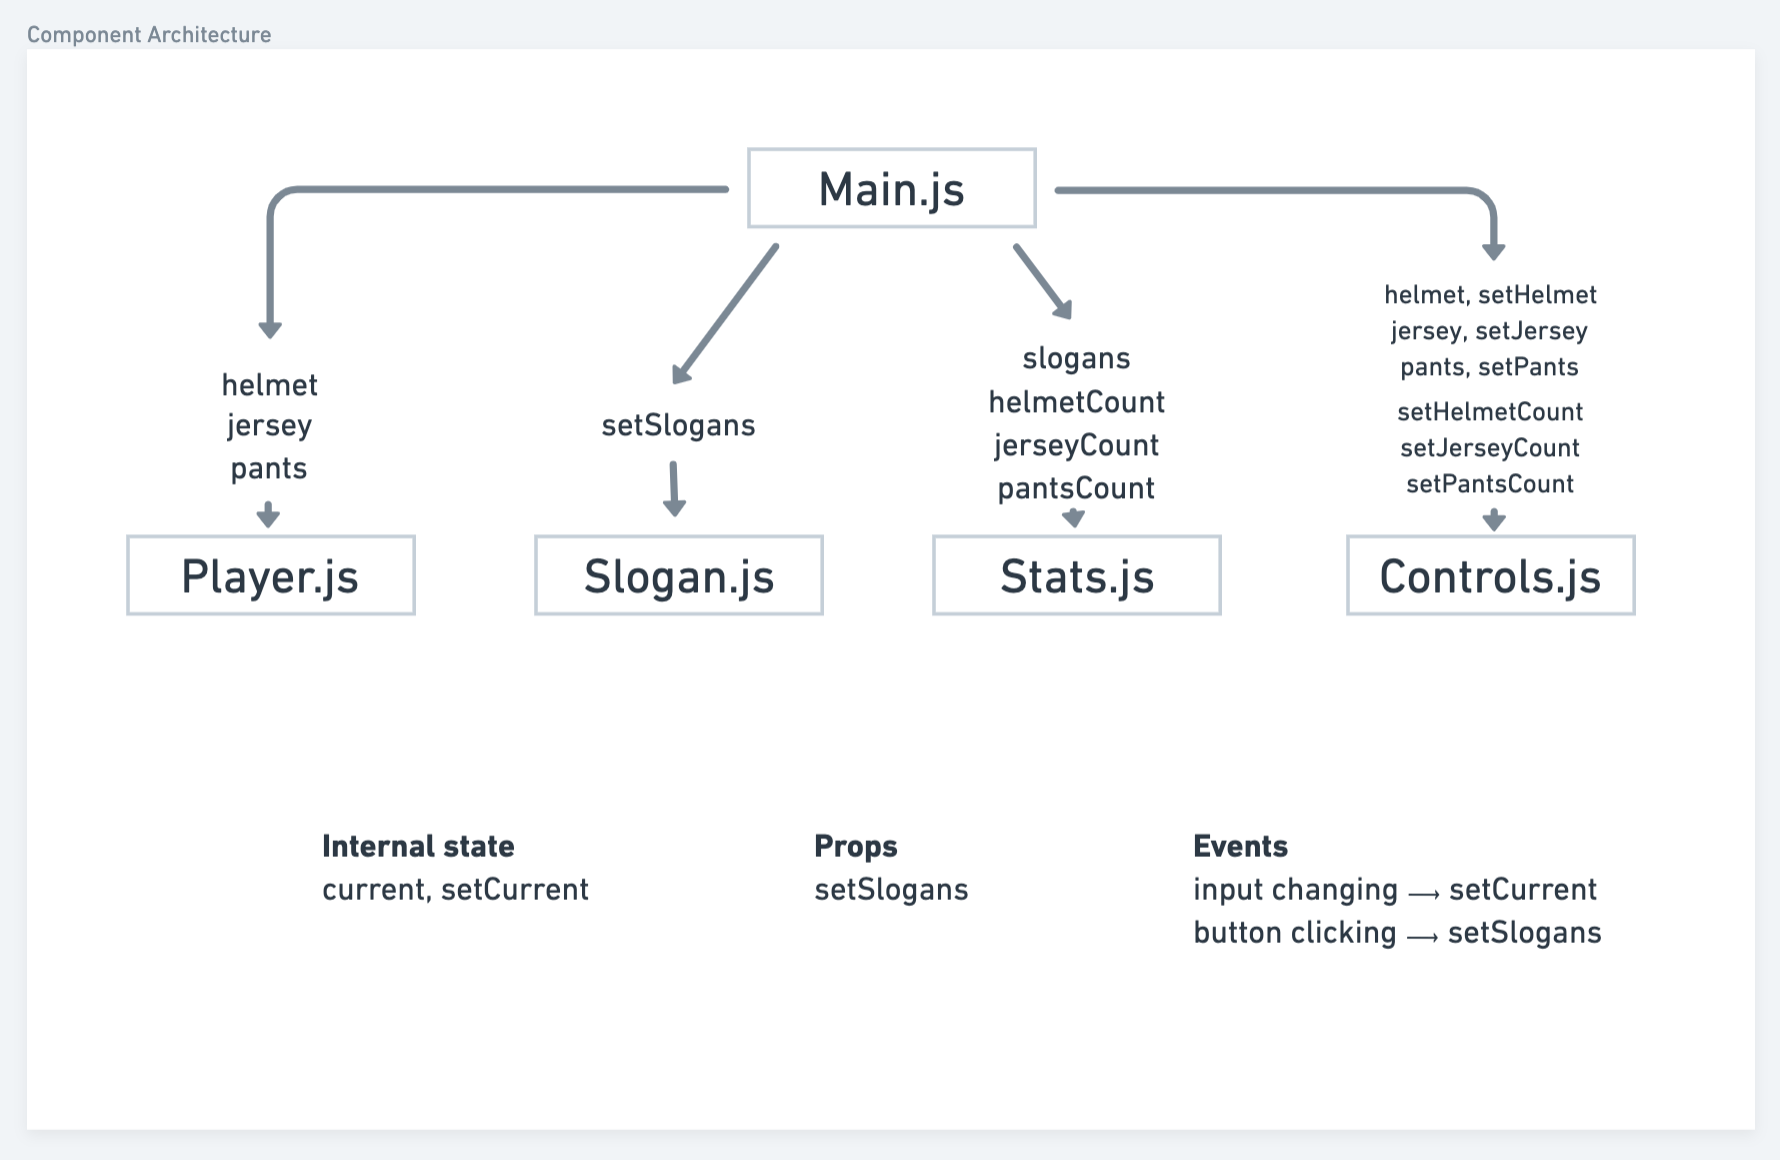 Component Architecture
Main.js
helmet
jersey
pants
setSlogans
slogans
helmetCount
jerseyCount
pantsCount
helmet, setHelmet
jersey, setJersey
pants, setPants
setHelmetCount
setJerseyCount
setPantsCount
Player.js
Slogan.js
Stats.js
Controls.js
Internal state
current, setCurrent
Props
setSlogans
Events
input changing → setCurrent
button clicking → setSlogans